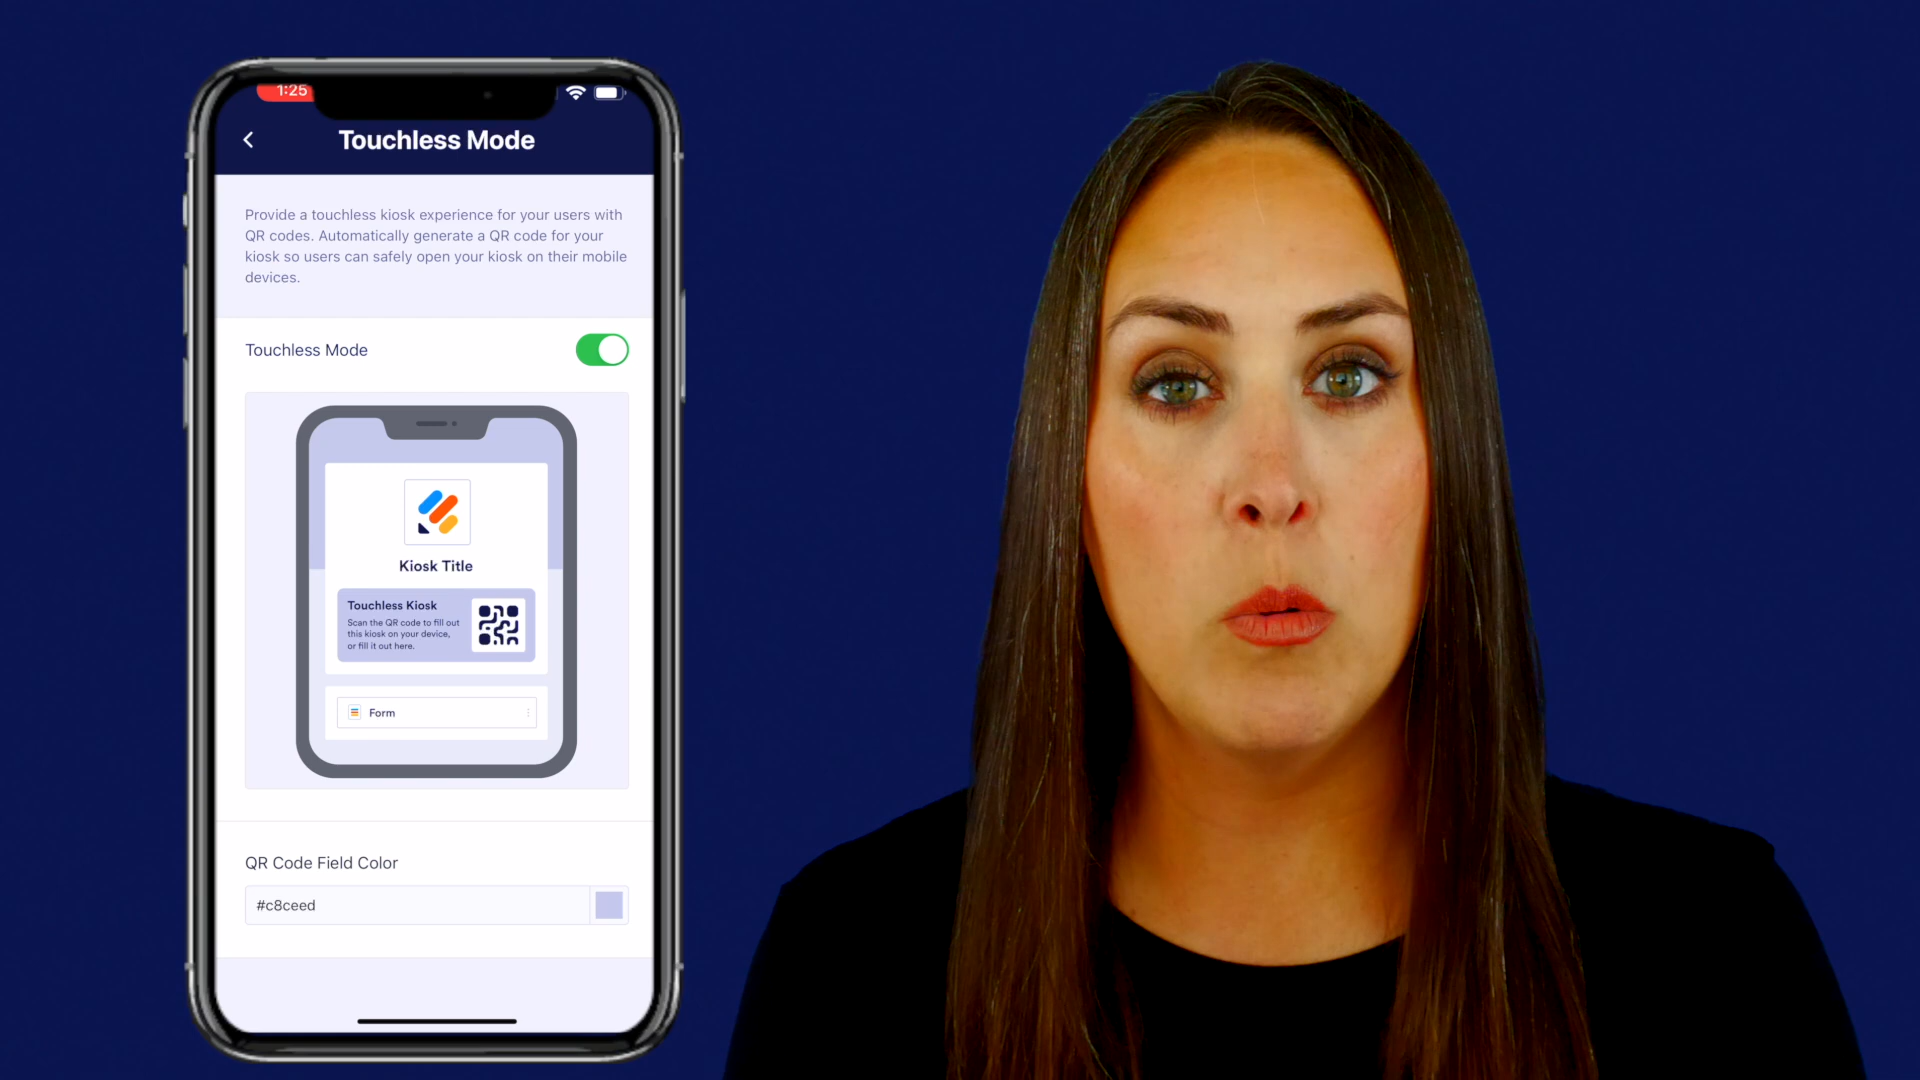 1:25
Touchless Mode
Provide a touchless kiosk experience for your users with
QR codes. Automatically generate a QR code for your
kiosk so users can safely open your kiosk on their mobile
devices.
Touchless Mode
Kiosk Title
Touchless Kiosk
Scan the QR code to fill out
this kiosk on your device,
or fill it out here.
Form
QR Code Field Color
#c8ceed